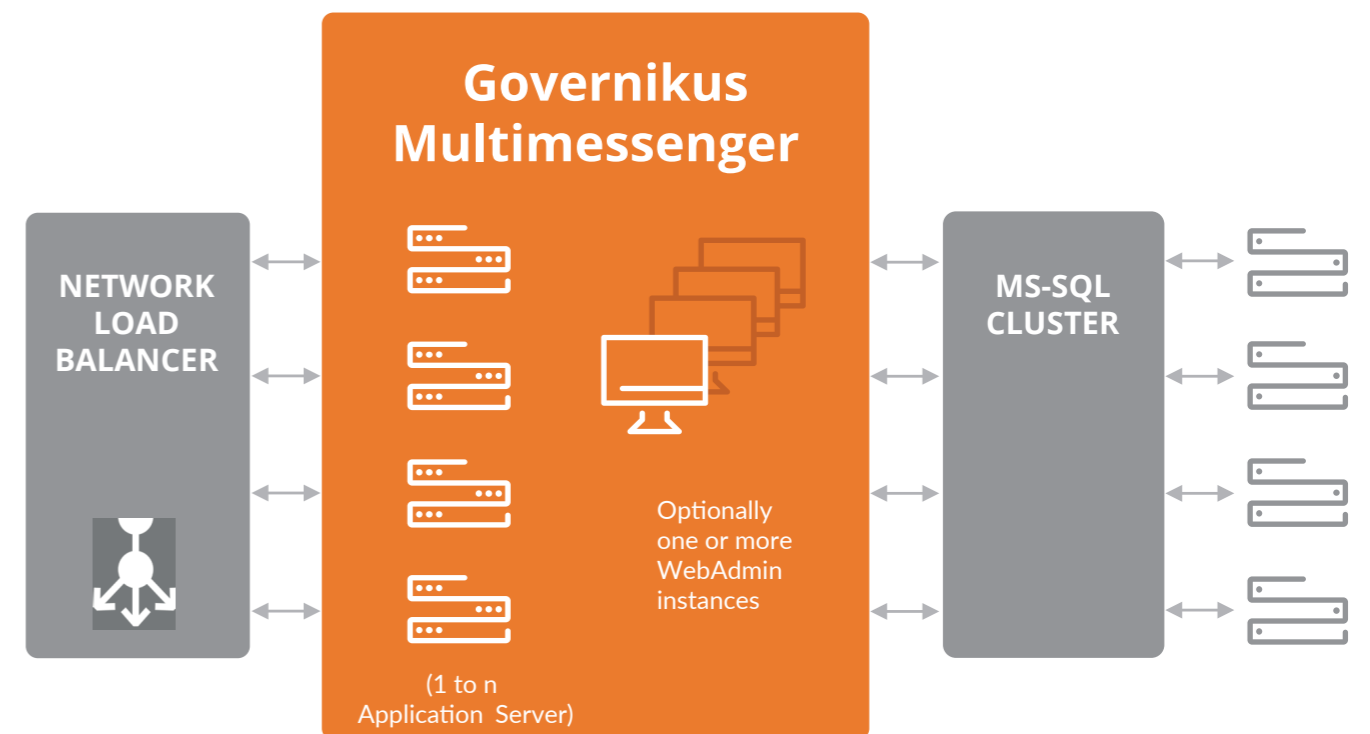 Governikus
Multimessenger
NETWORK
LOAD
BALANCER
MS-SQL
CLUSTER
Optionally
one or more
WebAdmin
instances
(1 to n
Application Server)